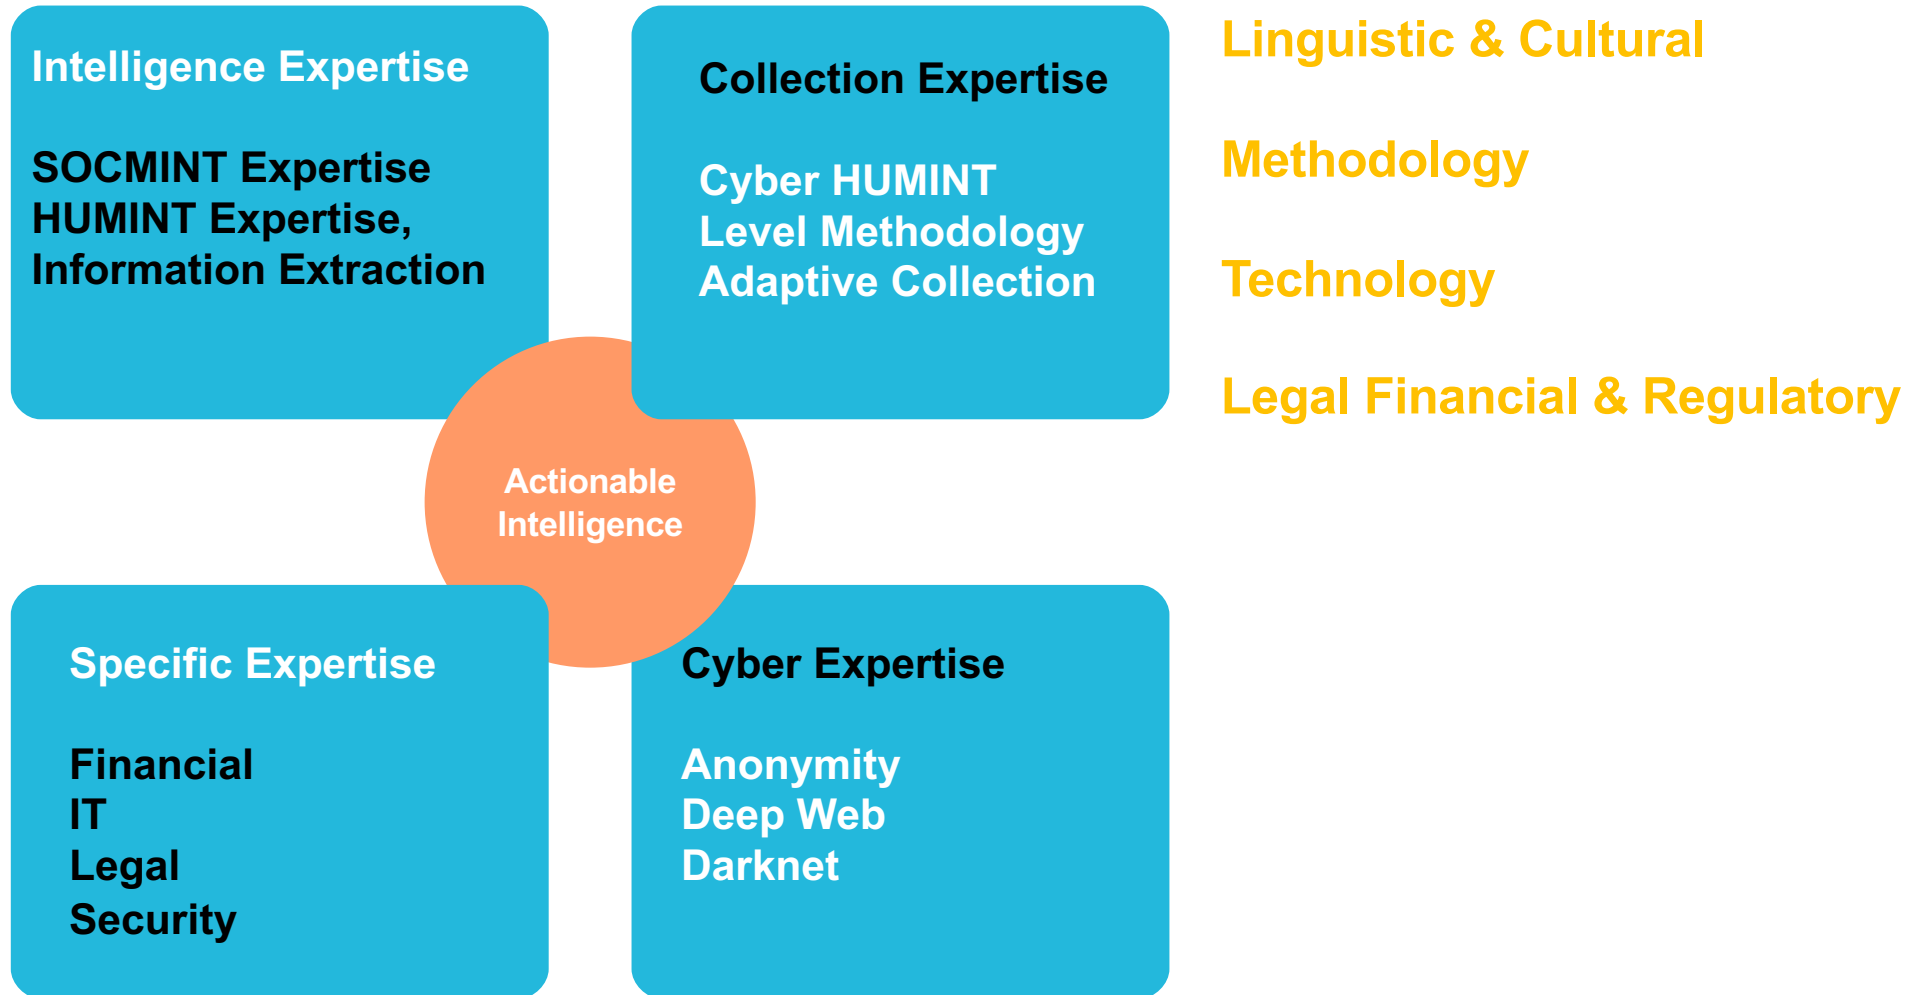 Intelligence Expertise
SOCMINT Expertise
HUMINT Expertise,
Information Extraction
Collection Expertise
Cyber HUMINT
Level Methodology
Adaptive Collection
Linguistic & Cultural
Methodology
Technology
Legal Financial & Regulatory
Actionable
Intelligence
Specific Expertise
Financial
IT
Legal
Security
Cyber Expertise
Anonymity
Deep Web
Darknet